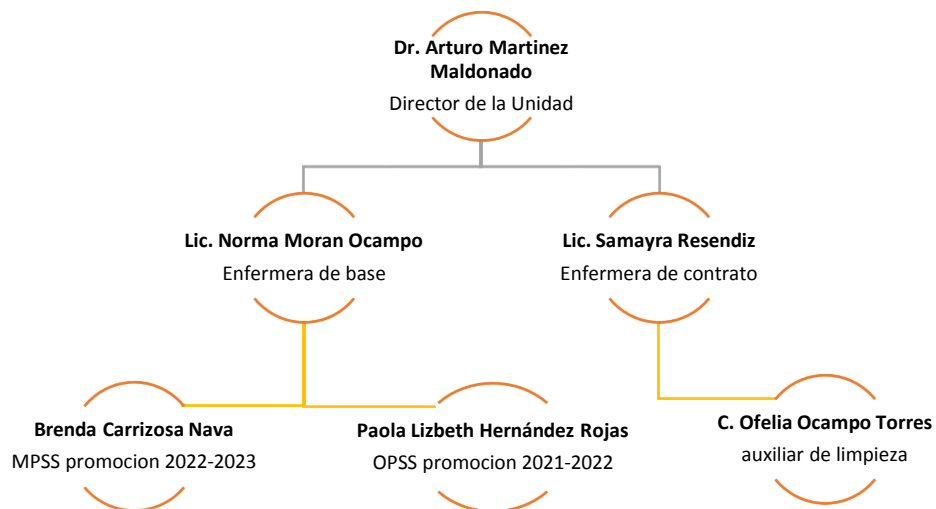 Dr. Arturo Martinez
Maldonado
Director de la Unidad
Lic. Norma Moran Ocampo
Enfermera de base
Lic. Samayra Resendiz
Enfermera de contrato
Brenda Carrizosa Nava
MPSS promocion 2022-2023
Paola Lizbeth Hernández Rojas
OPSS promocion 2021-2022
C. Ofelia Ocampo Torres
auxiliar de limpieza